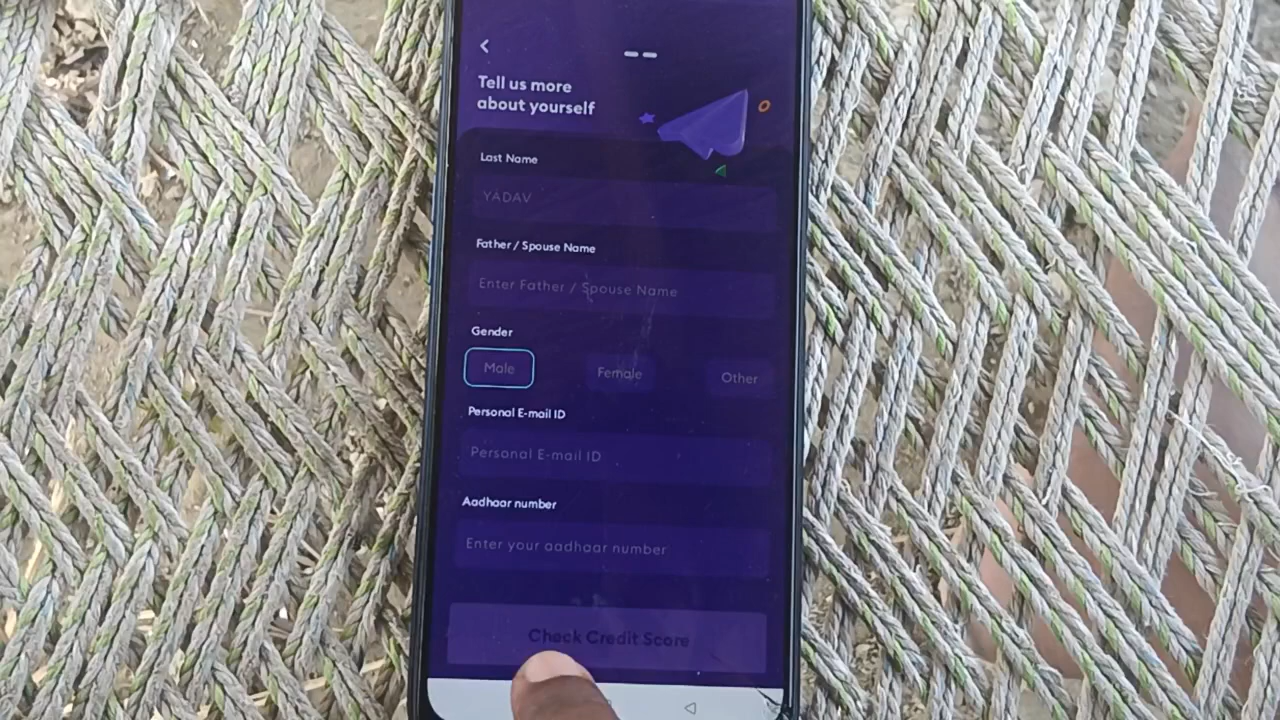 Tell us more
about yourself
Last Name
YADAV
Father / Spouse Name
Enter Father / Spouse Name
Gender
Male
Female
Other
Personal E-mail ID
Personal E-mail ID
Aadhaar number
Enter your aadhaar number
Check Credit Score